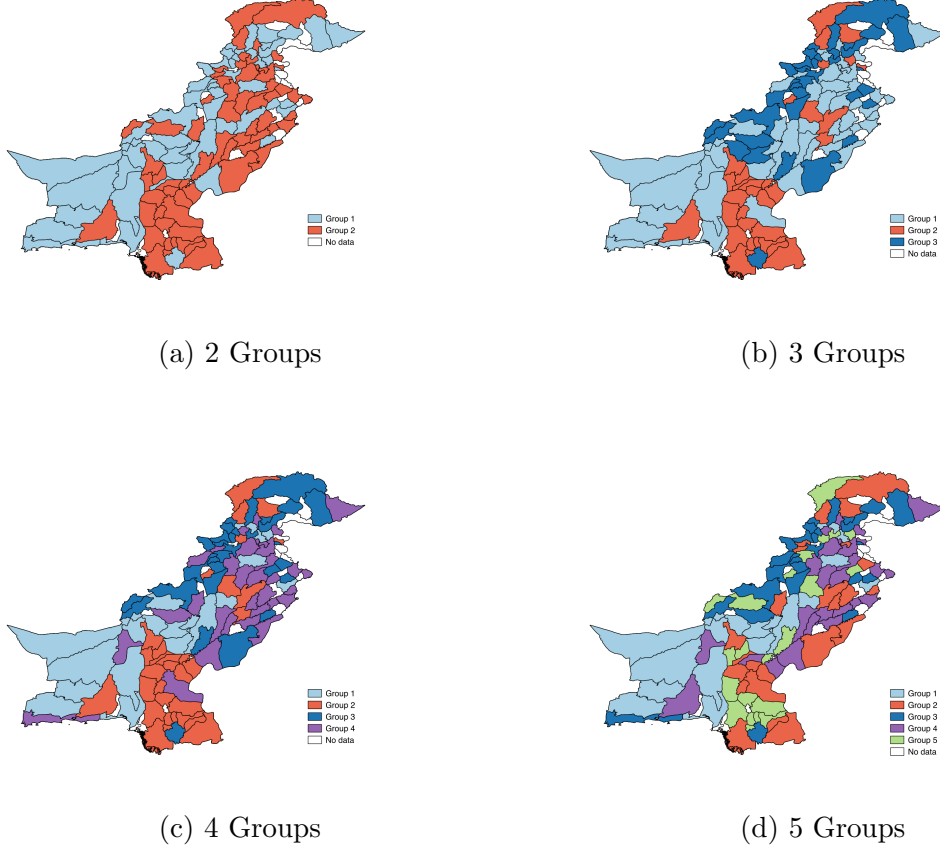 Group 1
Group 2
No data
(a) 2 Groups
Group 1
Group 2
Group 3
No data
(b) 3 Groups
Group 1
Group 2
Group 3
Group 4
No data
(c) 4 Groups
Group 1
Group 2
Group 3
Group 4
Group 5
No data
(d) 5 Groups